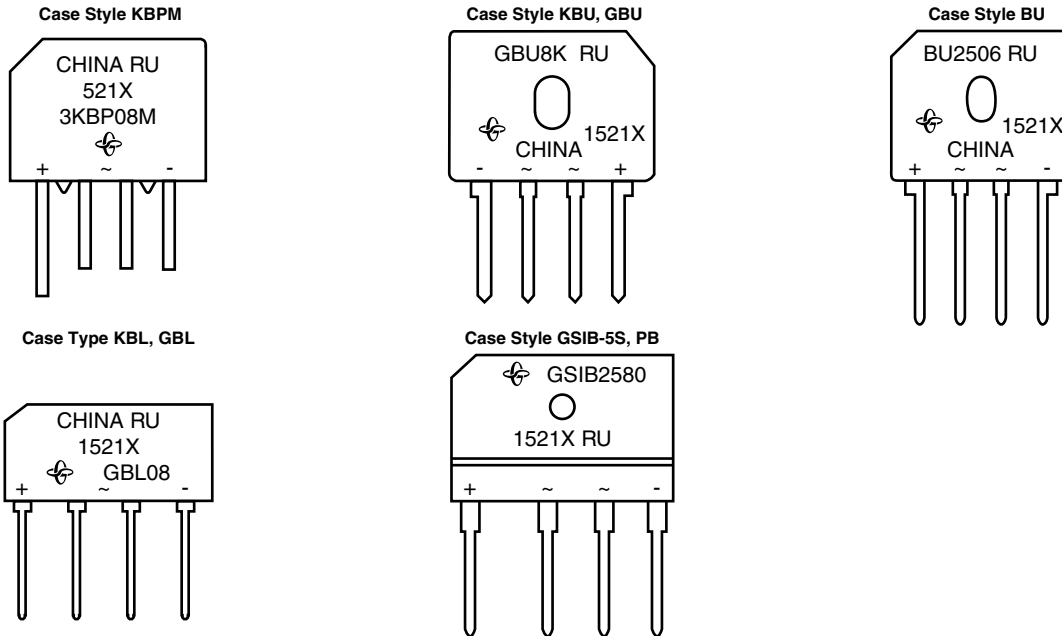 Case Style KBPM
CHINA RU
521X
3KBP08M
+ ~ -
Case Style KBU, GBU
GBU8K RU
1521X
CHINA
- ~ ~ +
Case Style BU
BU2506 RU
1521X
CHINA
+ ~ ~ -
Case Type KBL, GBL
CHINA RU
1521X
GBL08
+ ~ -
Case Style GSIB-5S, PB
GSIB2580
1521X RU
+ ~ ~ -